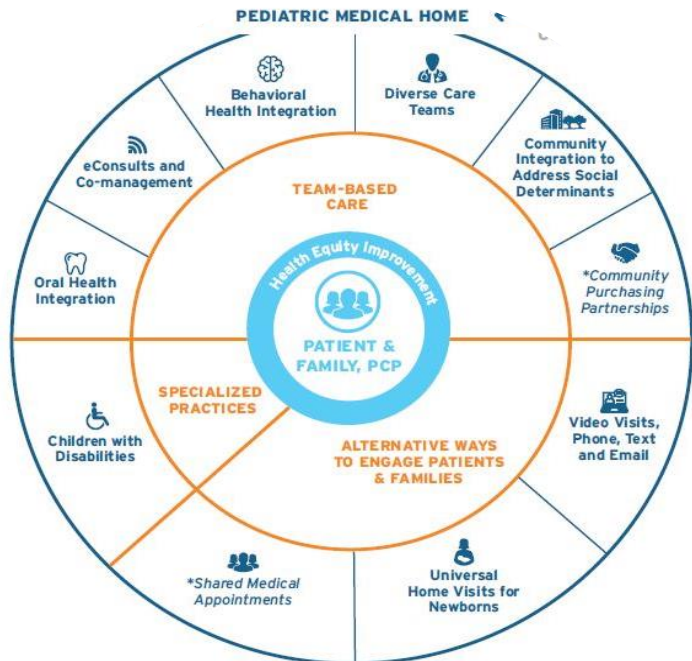 PEDIATRIC MEDICAL HOME
Behavioral
Health Integration
Diverse Care
Teams
eConsults and
Co-management
Community
Integration to
Address Social
Determinants
TEAM-BASED
CARE
Oral Health
Integration
*Community
Purchasing
Partnerships
Health Equity Improvement
PATIENT &
FAMILY, PCP
SPECIALIZED
PRACTICES
Children with
Disabilities
ALTERNATIVE WAYS
TO ENGAGE PATIENTS
& FAMILIES
Video Visits,
Phone, Text
and Email
*Shared Medical
Appointments
Universal
Home Visits for
Newborns